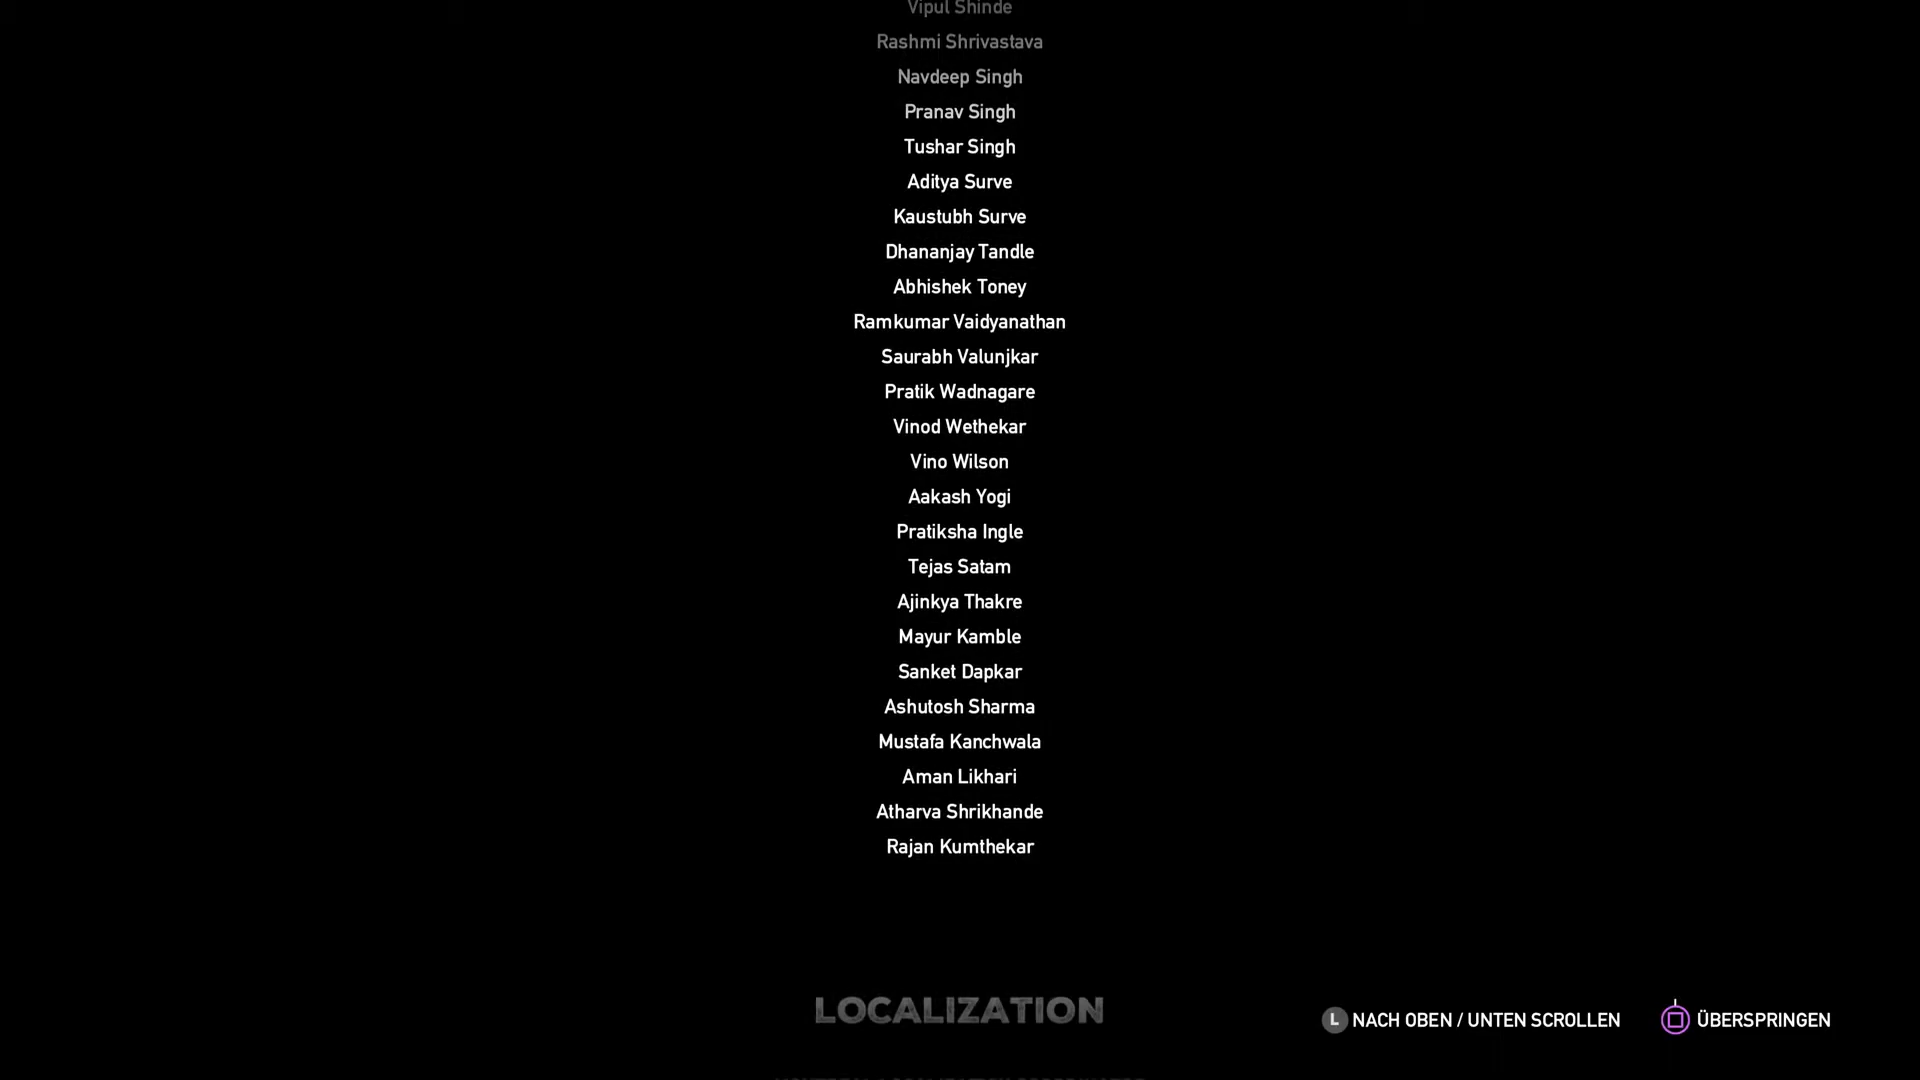 Vipul Shinde
Rashmi Shrivastava
Navdeep Singh
Pranav Singh
Tushar Singh
Aditya Surve
Kaustubh Surve
Dhananjay Tandle
Abhishek Toney
Ramkumar Vaidyanathan
Saurabh Valunjkar
Pratik Wadnagare
Vinod Wethekar
Vino Wilson
Aakash Yogi
Pratiksha Ingle
Tejas Satam
Ajinkya Thakre
Mayur Kamble
Sanket Dapkar
Ashutosh Sharma
Mustafa Kanchwala
Aman Likhari
Atharva Shrikhande
Rajan Kumthekar
LOCALIZATION
L NACH OBEN / UNTEN SCROLLEN ÜBERSPRINGEN